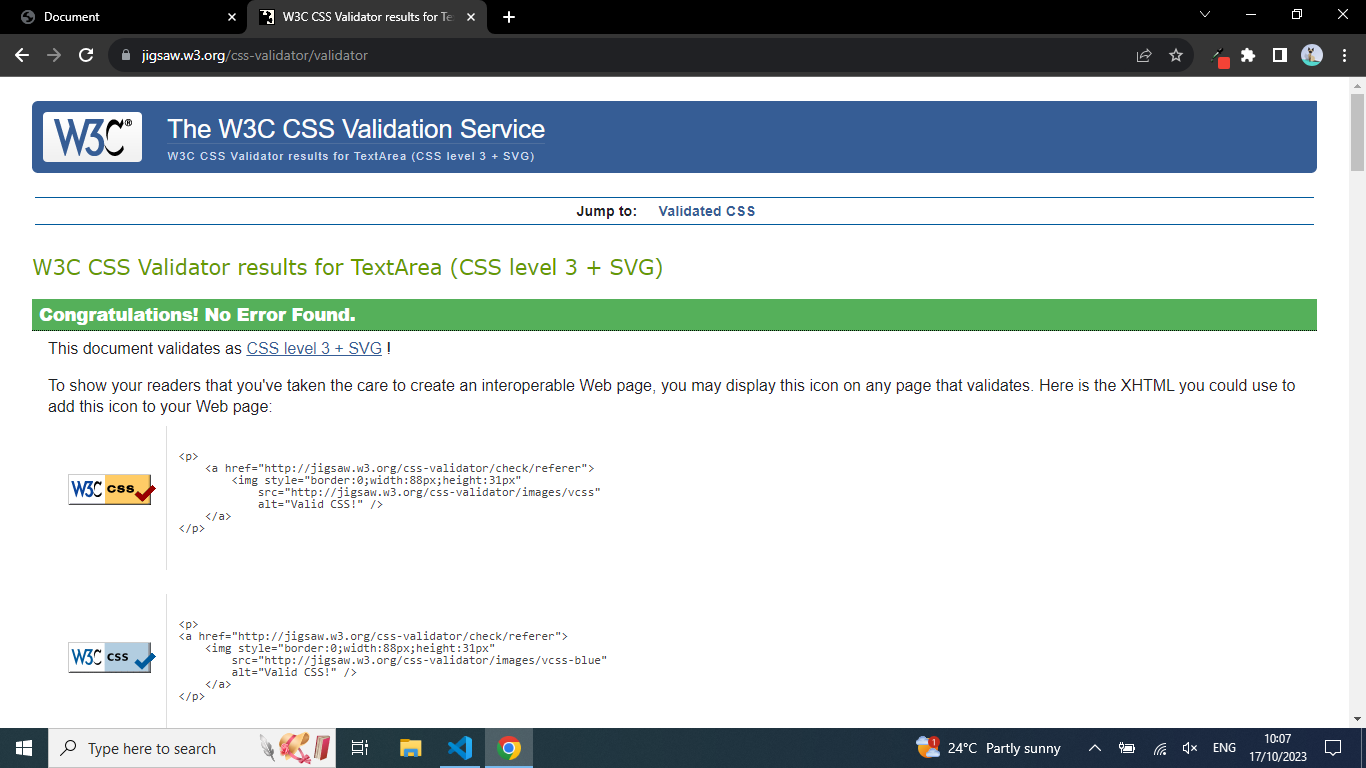 Document
W3C CSS Validator results for Te
jigsaw.w3.org/css-validator/validator
W3C®
The W3C CSS Validation Service
W3C CSS Validator results for TextArea (CSS level 3 + SVG)
Jump to: Validated CSS
W3C CSS Validator results for TextArea (CSS level 3 + SVG)
Congratulations! No Error Found.
This document validates as CSS level 3 + SVG !
To show your readers that you've taken the care to create an interoperable Web page, you may display this icon on any page that validates. Here is the XHTML you could use to
add this icon to your Web page:
W3C CSS
<p>
<a href="http://jigsaw.w3.org/css-validator/check/referer">
<img style="border:0;width:88px;height:31px"
src="http://jigsaw.w3.org/css-validator/images/vcss"
alt="Valid CSS!" />
</a>
</p>
W3C CSS
<p>
<a href="http://jigsaw.w3.org/css-validator/check/referer">
<img style="border:0;width:88px;height:31px"
src="http://jigsaw.w3.org/css-validator/images/vcss-blue"
alt="Valid CSS!" />
</a>
</p>
Type here to search
1
24°C Partly sunny
ENG
10:07
17/10/2023